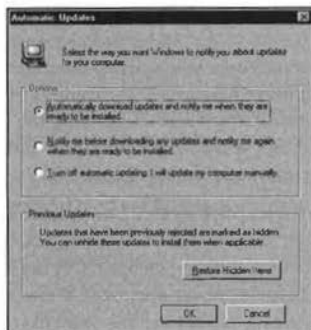 Automatic Updates
Select the way you want Windows to notify you about updates
for your computer.
Options
Automatically download updates and notify me when they are
ready to be installed.
Notify me before downloading any updates and notify me again
when they are ready to be installed.
Turn off automatic updating. I will update my computer manually.
Previous Updates
Updates that have been previously rejected are marked as hidden.
You can unhide these updates to install them when applicable.
Restore Hidden Items
OK
Cancel